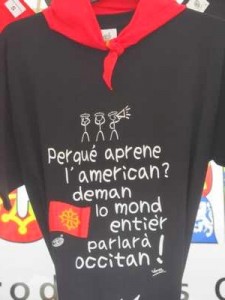 Perqué aprene
l'american?
deman
lo mond
entièr
parlarà
occitan!